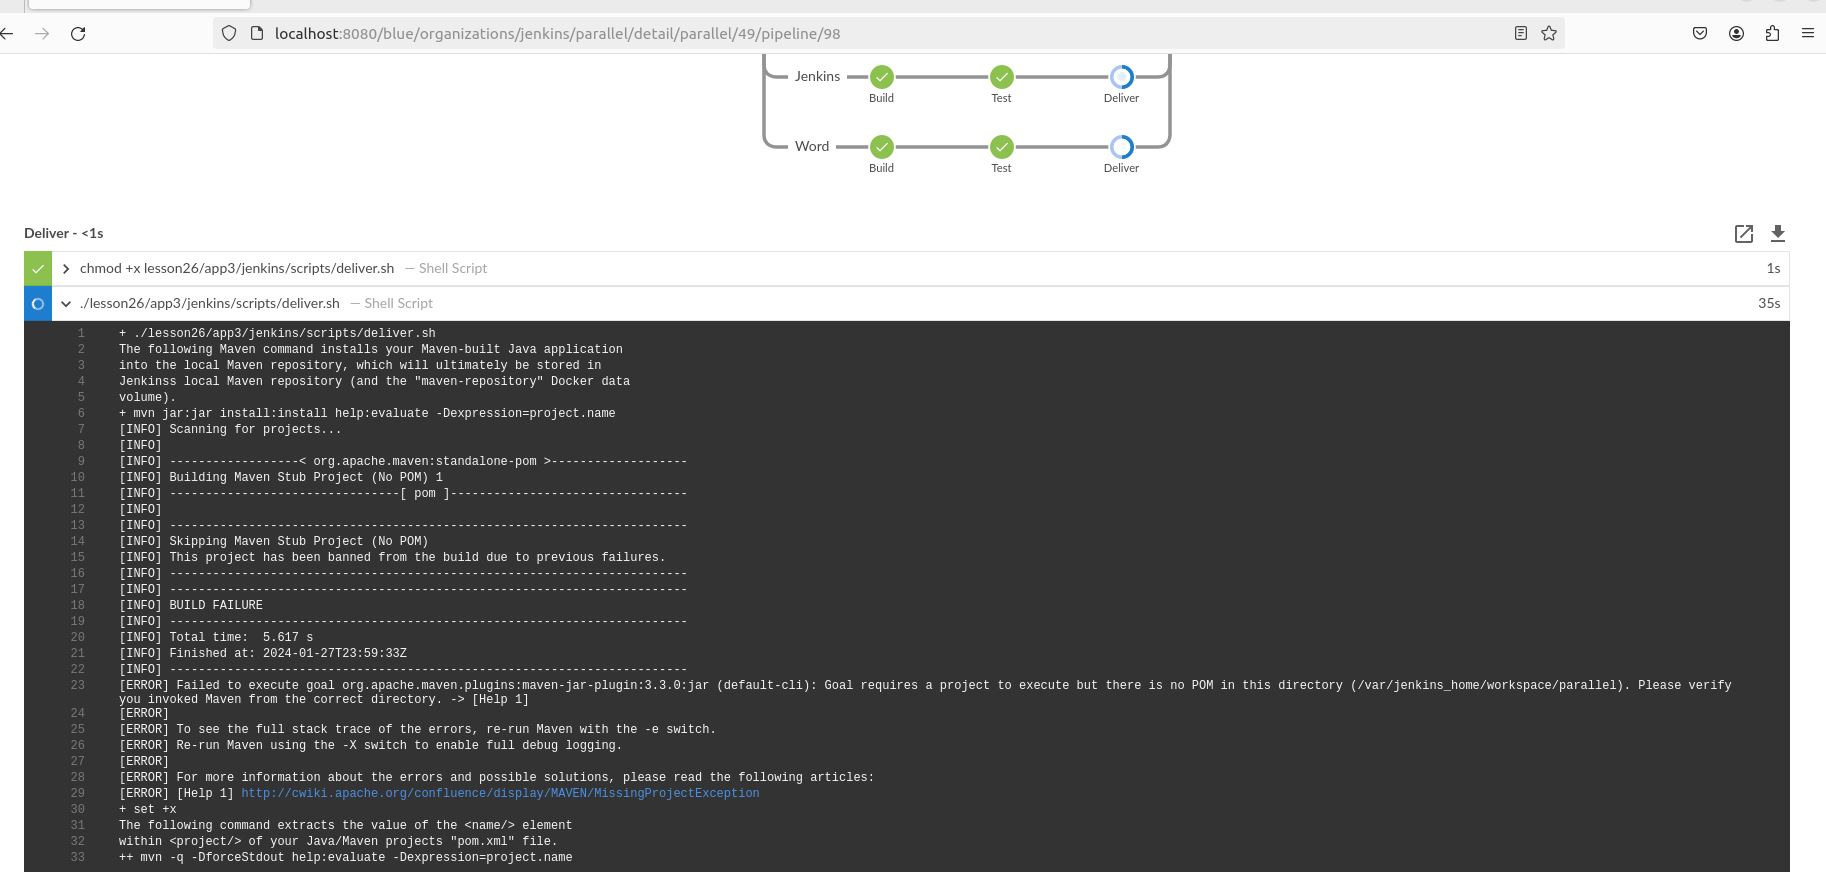 localhost:8080/blue/organizations/jenkins/parallel/detail/parallel/49/pipeline/98
Jenkins
Build
Test
Deliver
Word
Build
Test
Deliver
Deliver - <1s
chmod +x lesson26/app3/jenkins/scripts/deliver.sh — Shell Script 1s
./lesson26/app3/jenkins/scripts/deliver.sh — Shell Script 35s
1 + ./lesson26/app3/jenkins/scripts/deliver.sh
2 The following Maven command installs your Maven-built Java application
3 into the local Maven repository, which will ultimately be stored in
4 Jenkinss local Maven repository (and the "maven-repository" Docker data
5 volume).
6 + mvn jar:jar install:install help:evaluate -Dexpression=project.name
7 [INFO] Scanning for projects...
8 [INFO]
9 [INFO] ------------------< org.apache.maven:standalone-pom >-------------------
10 [INFO] Building Maven Stub Project (No POM) 1
11 [INFO] --------------------------------[ pom ]---------------------------------
12 [INFO]
13 [INFO] ------------------------------------------------------------------------
14 [INFO] Skipping Maven Stub Project (No POM)
15 [INFO] This project has been banned from the build due to previous failures.
16 [INFO] ------------------------------------------------------------------------
17 [INFO] ------------------------------------------------------------------------
18 [INFO] BUILD FAILURE
19 [INFO] ------------------------------------------------------------------------
20 [INFO] Total time:  5.617 s
21 [INFO] Finished at: 2024-01-27T23:59:33Z
22 [INFO] ------------------------------------------------------------------------
23 [ERROR] Failed to execute goal org.apache.maven.plugins:maven-jar-plugin:3.3.0:jar (default-cli): Goal requires a project to execute but there is no POM in this directory (/var/jenkins_home/workspace/parallel). Please verify
you invoked Maven from the correct directory. -> [Help 1]
24 [ERROR]
25 [ERROR] To see the full stack trace of the errors, re-run Maven with the -e switch.
26 [ERROR] Re-run Maven using the -X switch to enable full debug logging.
27 [ERROR]
28 [ERROR] For more information about the errors and possible solutions, please read the following articles:
29 [ERROR] [Help 1] http://cwiki.apache.org/confluence/display/MAVEN/MissingProjectException
30 + set +x
31 The following command extracts the value of the <name/> element
32 within <project/> of your Java/Maven projects "pom.xml" file.
33 ++ mvn -q -DforceStdout help:evaluate -Dexpression=project.name